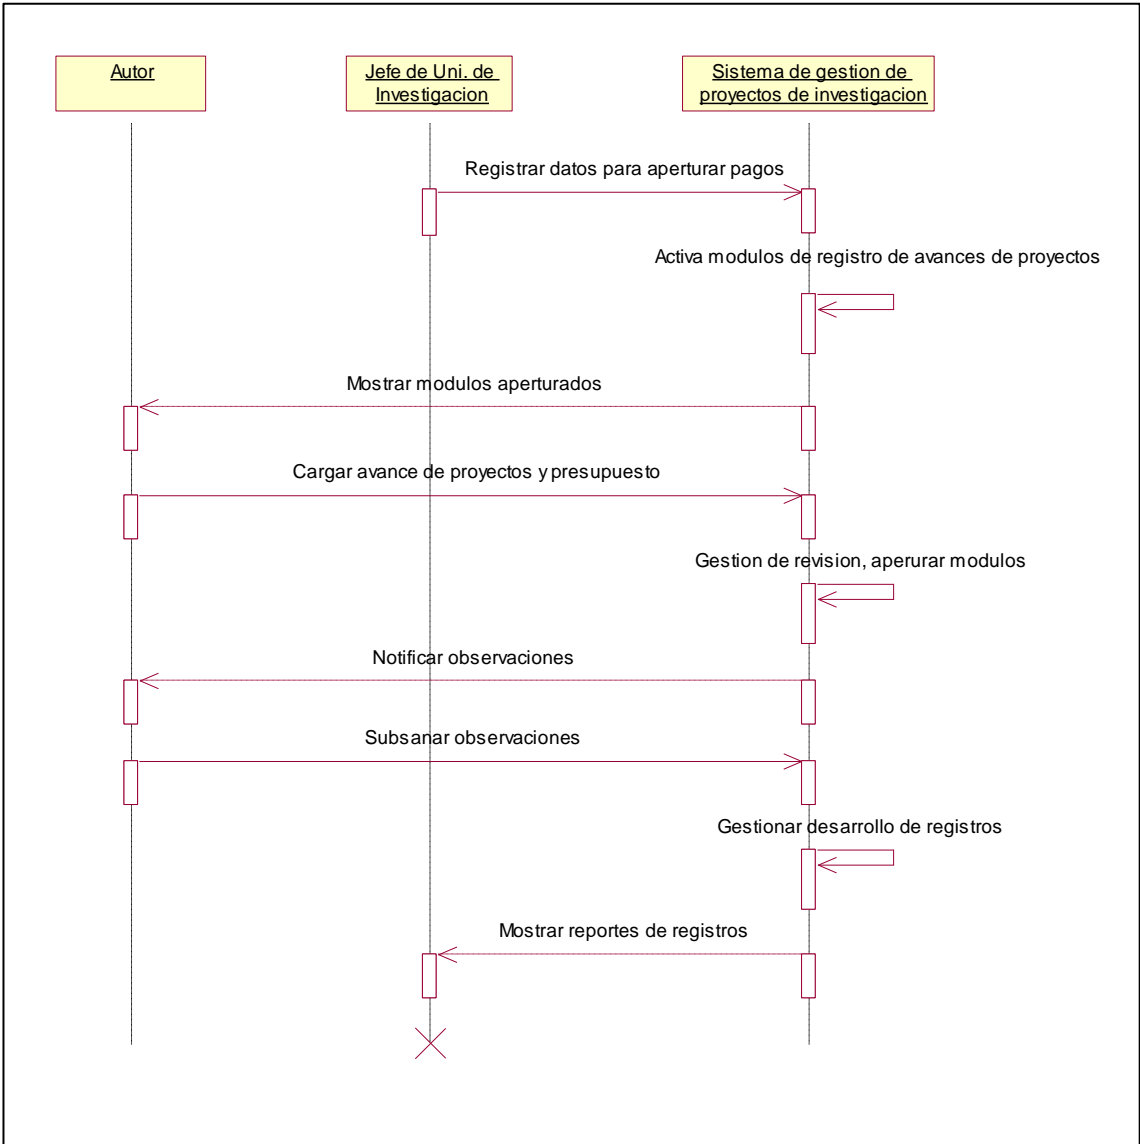 Autor
Jefe de Uni. de
Investigacion
Sistema de gestion de
proyectos de investigacion
Registrar datos para aperturar pagos
Activa modulos de registro de avances de proyectos
Mostrar modulos aperturados
Cargar avance de proyectos y presupuesto
Gestion de revision, aperurar modulos
Notificar observaciones
Subsanar observaciones
Gestionar desarrollo de registros
Mostrar reportes de registros